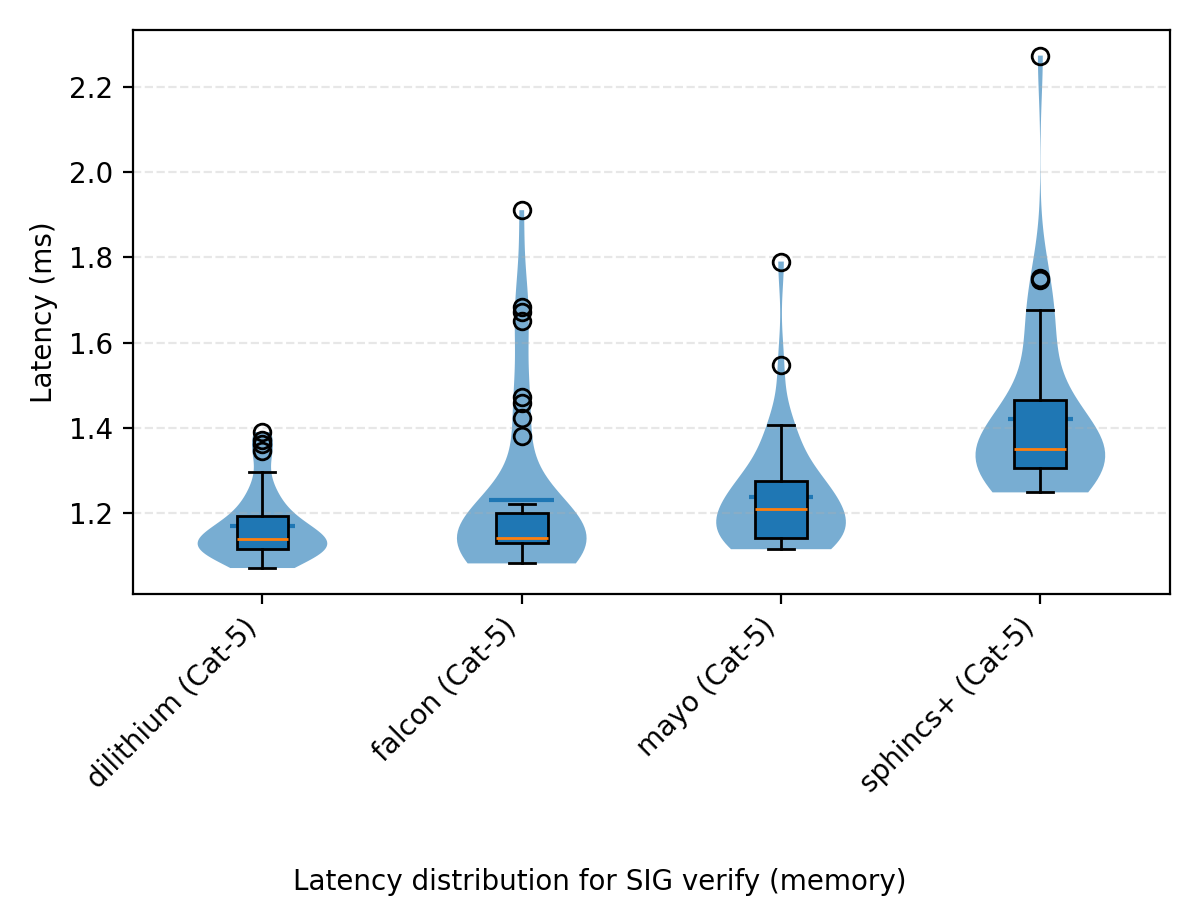 Latency (ms)
2.2
2.0
1.8
1.6
1.4
1.2
dilithium (Cat-5)
falcon (Cat-5)
mayo (Cat-5)
sphincs+ (Cat-5)
Latency distribution for SIG verify (memory)